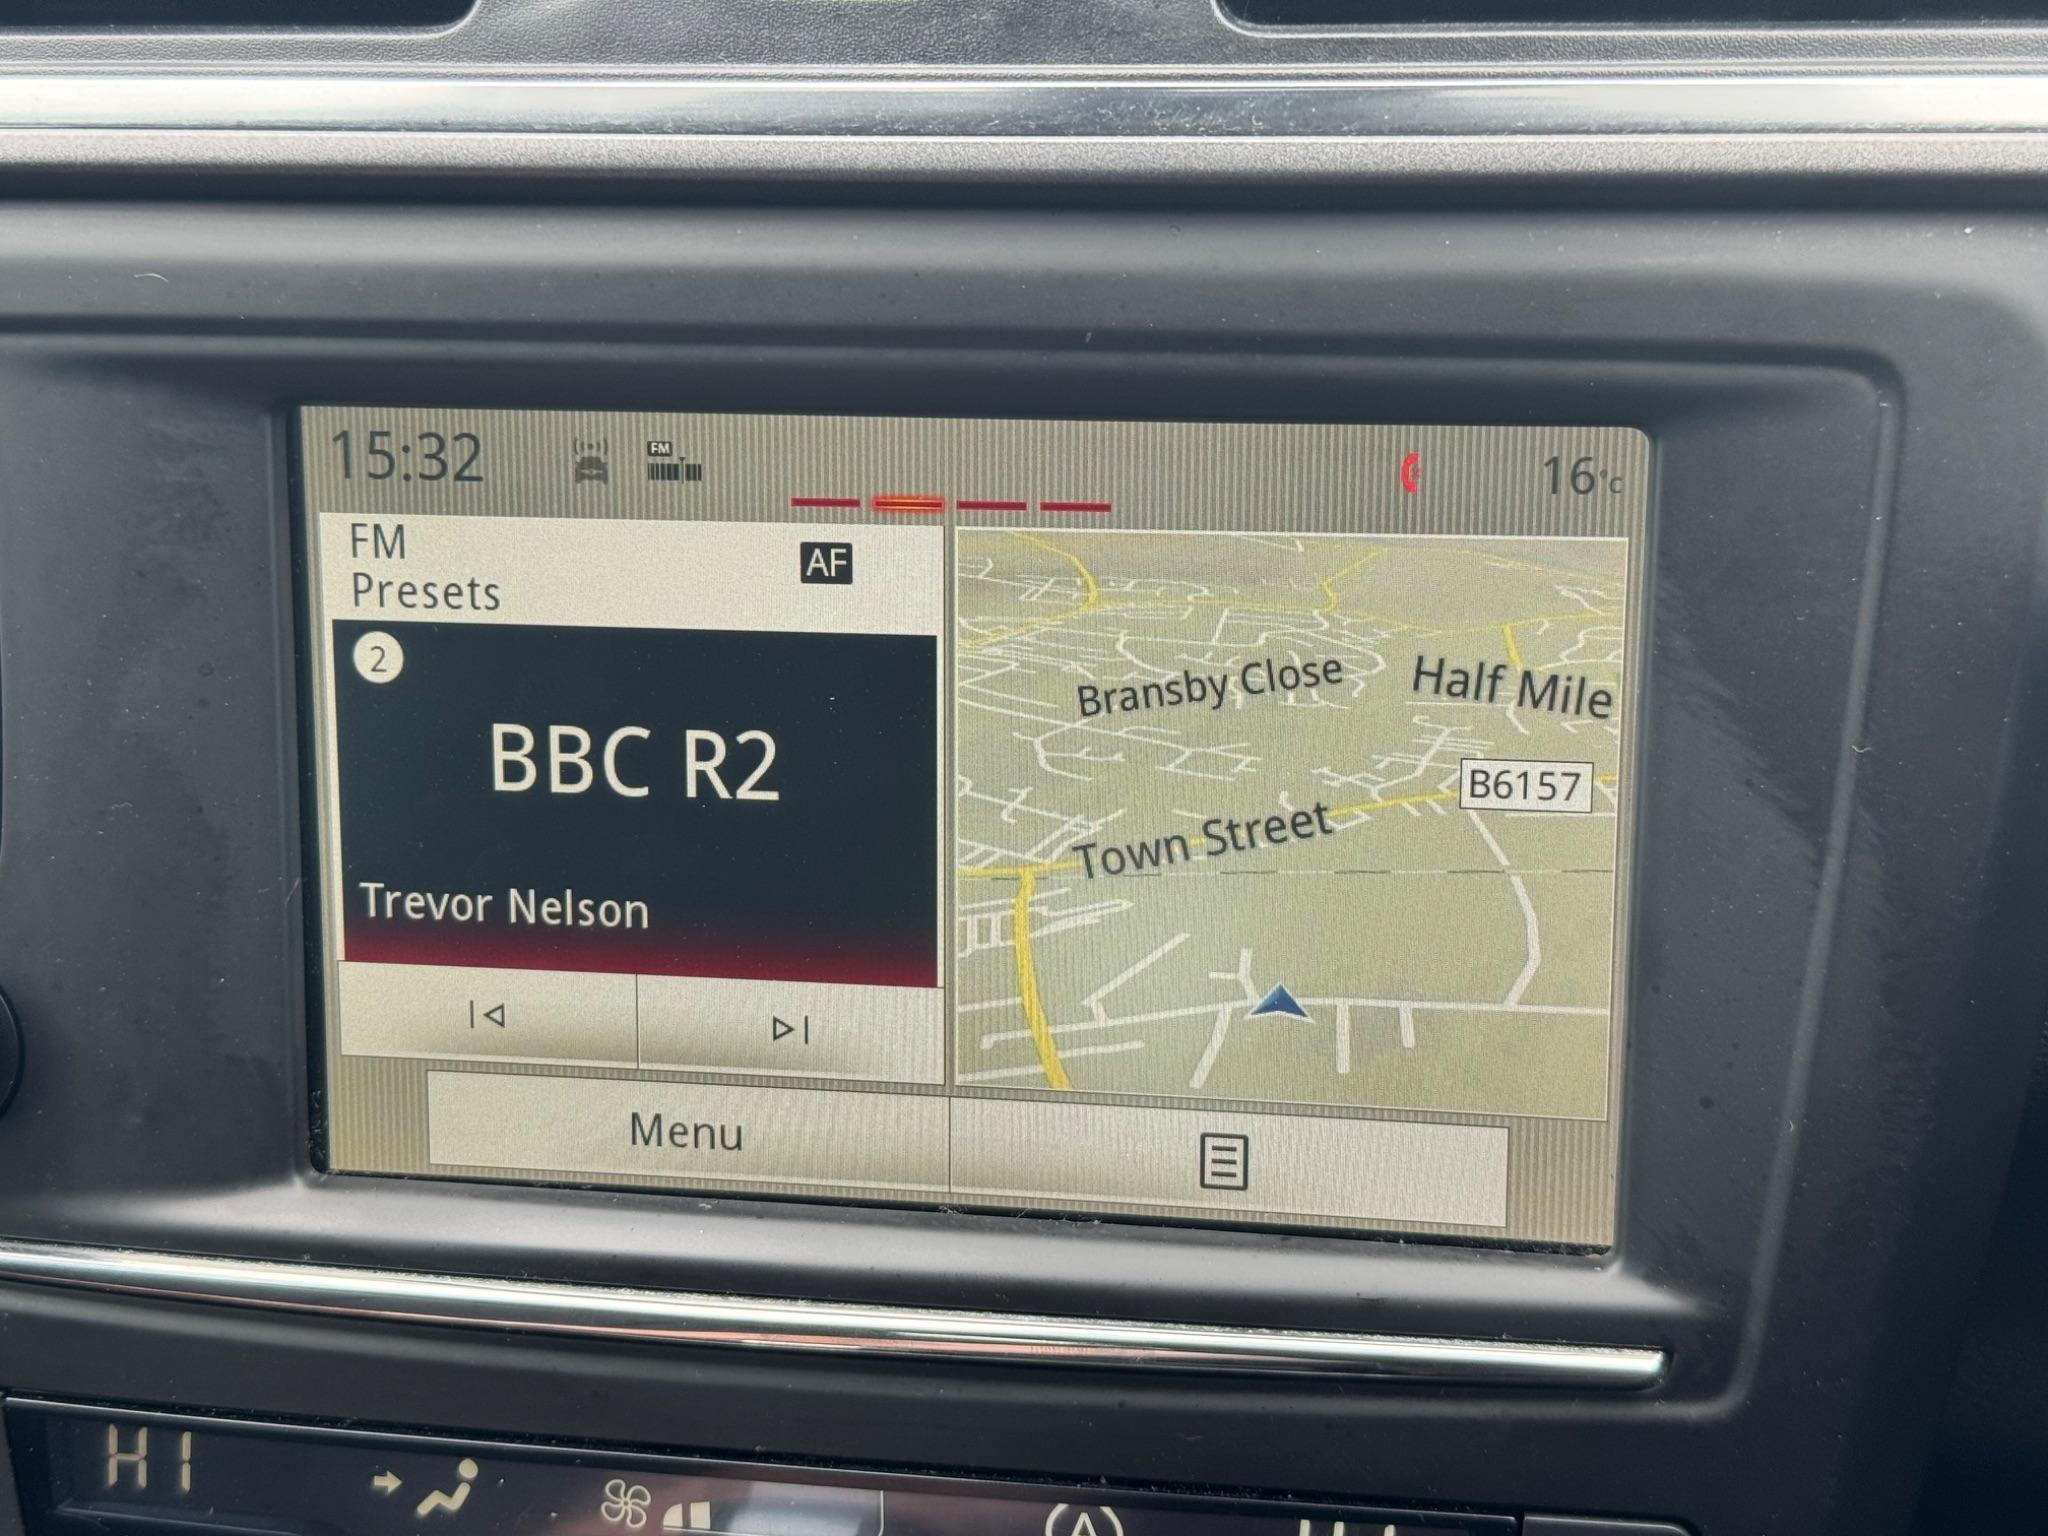 15:32
FM
16°C
FM
Presets
AF
2
BBC R2
Trevor Nelson
Bransby Close
Half Mile
B6157
Town Street
Menu
HI
A